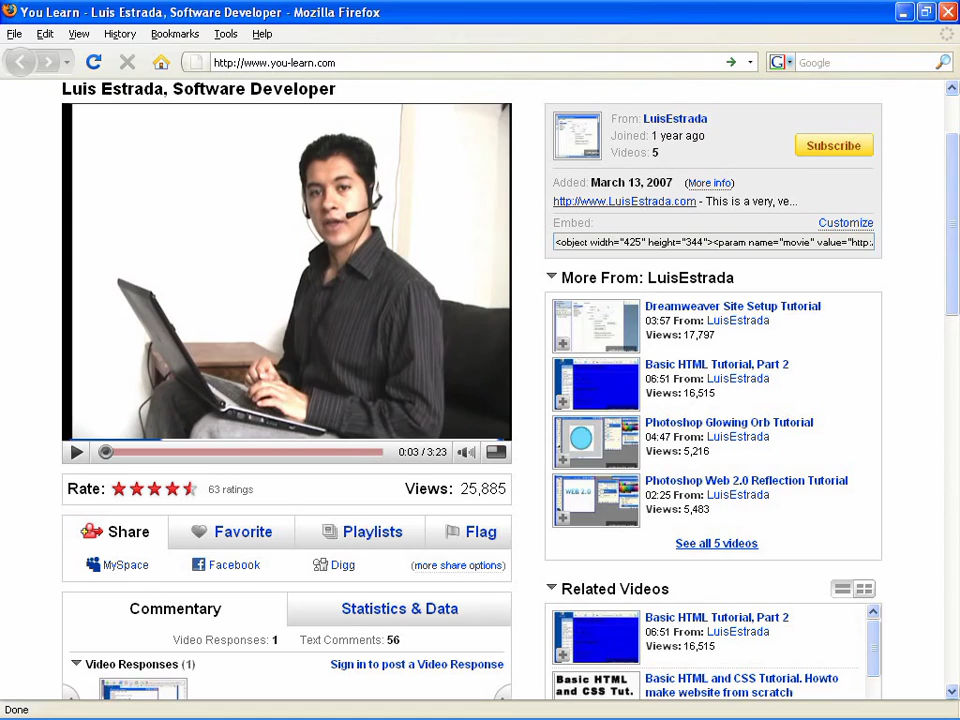 You Learn - Luis Estrada, Software Developer - Mozilla Firefox
File Edit View History Bookmarks Tools Help
http://www.you-learn.com
G
Google
Luis Estrada, Software Developer
0:03 / 3:23
Rate:
63 ratings
Views: 25,885
Share
Favorite
Playlists
Flag
MySpace
Facebook
Digg
(more share options)
Commentary
Statistics & Data
Video Responses: 1
Text Comments: 56
Video Responses (1)
Sign in to post a Video Response
From: LuisEstrada
Joined: 1 year ago
Videos: 5
Subscribe
Added: March 13, 2007 (More info)
http://www.LuisEstrada.com - This is a very, ve...
Embed:
Customize
<object width="425" height="344"><param name="movie" value="http:.
More From: LuisEstrada
Dreamweaver Site Setup Tutorial
03:57 From: LuisEstrada
Views: 17,797
Basic HTML Tutorial, Part 2
06:51 From: LuisEstrada
Views: 16,515
Photoshop Glowing Orb Tutorial
04:47 From: LuisEstrada
Views: 5,216
WEB 2.0
Photoshop Web 2.0 Reflection Tutorial
02:25 From: LuisEstrada
Views: 5,483
See all 5 videos
Related Videos
Basic HTML Tutorial, Part 2
06:51 From: LuisEstrada
Views: 16,515
Basic HTML
and CSS Tut.
Basic HTML and CSS Tutorial. Howto
make website from scratch
Done